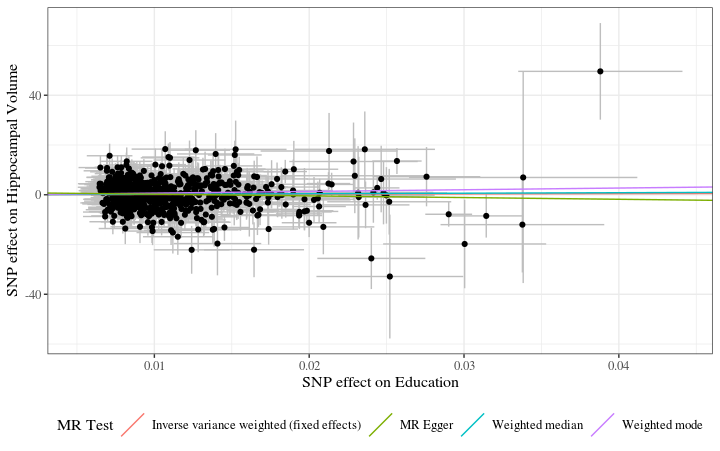 SNP effect on Hippocampal Volume
40
0
-40
0.01 0.02 0.03 0.04
SNP effect on Education
MR Test Inverse variance weighted (fixed effects) MR Egger Weighted median Weighted mode